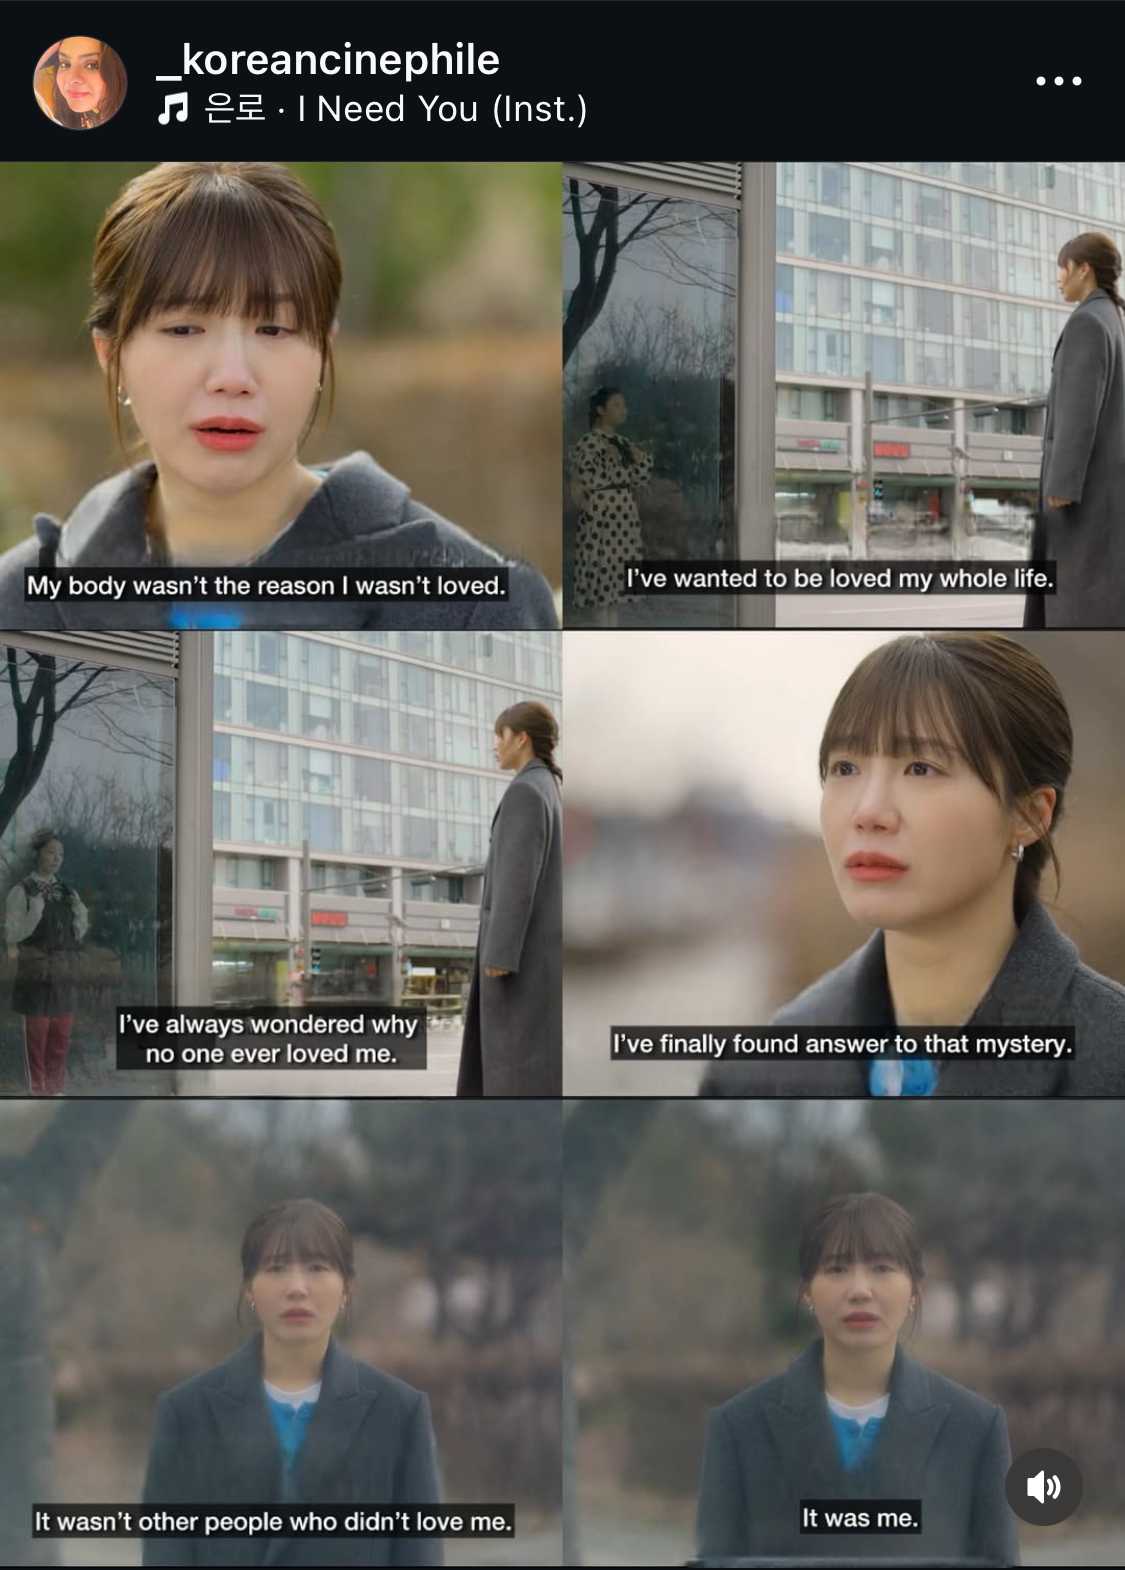 _koreancinephile
은로 · I Need You (Inst.)
My body wasn't the reason I wasn't loved.
I've wanted to be loved my whole life.
I've always wondered why
no one ever loved me.
I've finally found answer to that mystery.
It wasn't other people who didn't love me.
It was me.